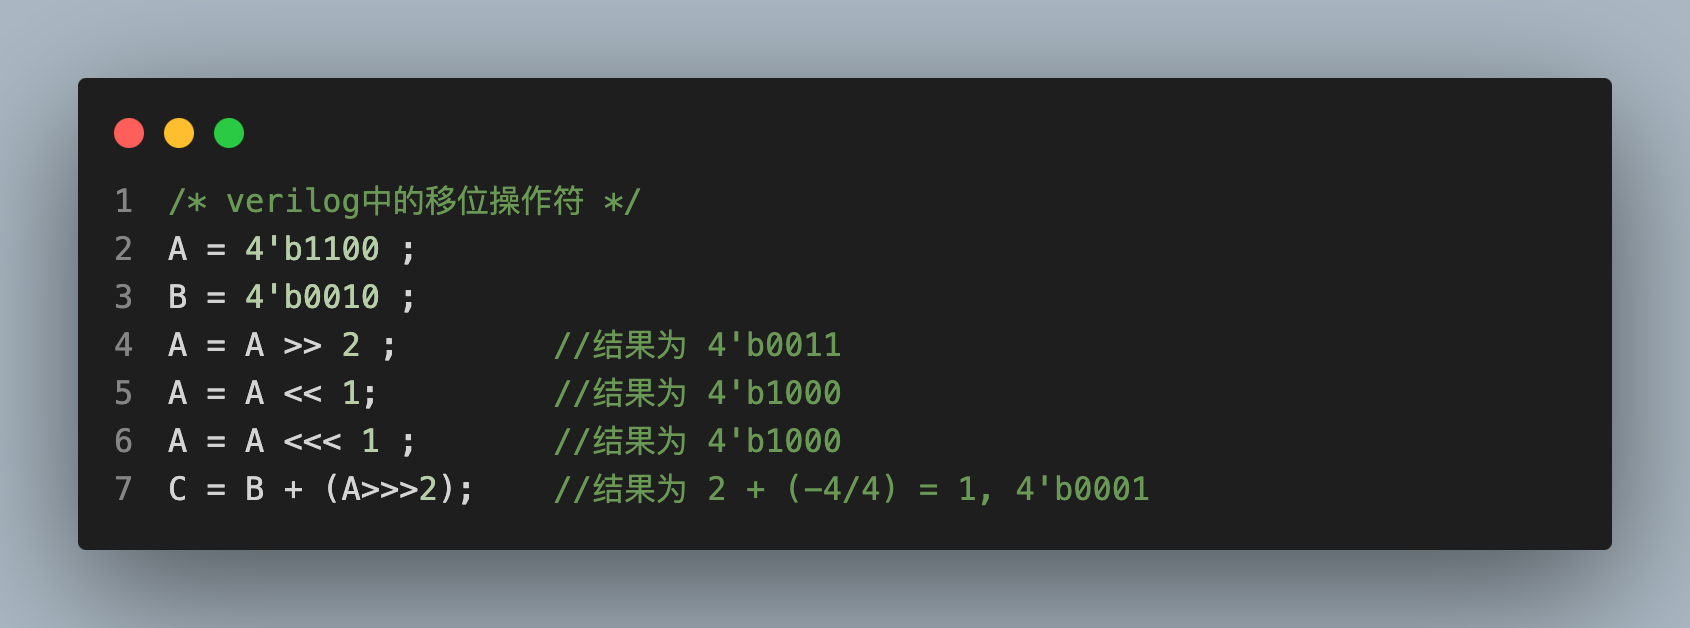 1 /* verilog中的移位操作符 */
2 A = 4'b1100 ;
3 B = 4'b0010 ;
4 A = A >> 2 ;        //结果为 4'b0011
5 A = A << 1;         //结果为 4'b1000
6 A = A <<< 1 ;       //结果为 4'b1000
7 C = B + (A>>>2);    //结果为 2 + (-4/4) = 1, 4'b0001